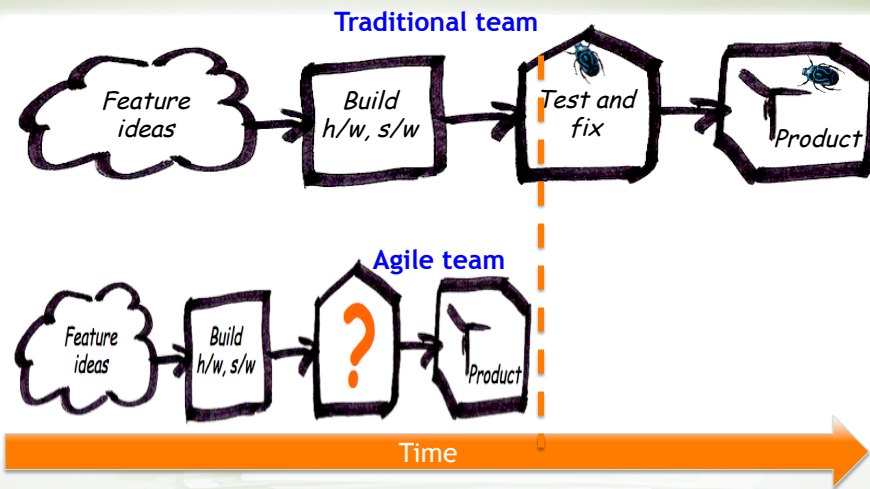 Traditional team
Feature
ideas
Build
h/w, s/w
Test and
fix
Product
Agile team
Feature
ideas
Build
h/w, s/w
?
Product
Time